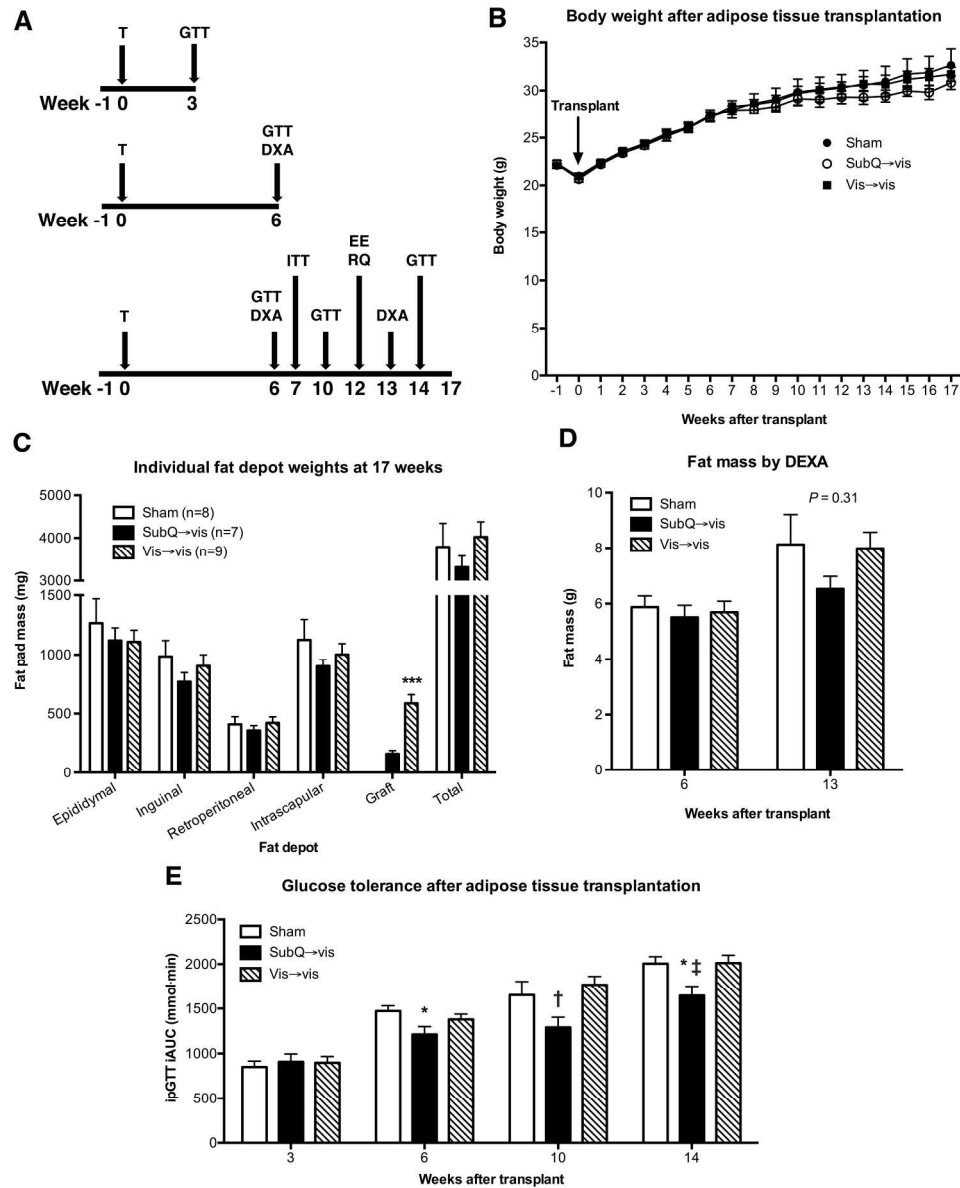 A
T
GTT
Week -1 0 3
T
GTT
DXA
Week -1 0 6
T
GTT
DXA
ITT
GTT
EE
RQ
DXA
GTT
Week -1 0 6 7 10 12 13 14 17
B
Body weight after adipose tissue transplantation
Body weight (g)
35
30
25
20
15
10
5
0
Transplant
Sham
SubQ→vis
Vis→vis
-1 0 1 2 3 4 5 6 7 8 9 10 11 12 13 14 15 16 17
Weeks after transplant
C
Individual fat depot weights at 17 weeks
Fat pad mass (mg)
5000
4000
3000
1500
1000
500
0
Sham (n=8)
SubQ→vis (n=7)
Vis→vis (n=9)
***
Epididymal
Inguinal
Retroperitoneal
Intrascapular
Graft
Total
Fat depot
D
Fat mass by DEXA
Fat mass (g)
10
8
6
4
2
0
Sham
SubQ→vis
Vis→vis
P = 0.31
6 13
Weeks after transplant
E
Glucose tolerance after adipose tissue transplantation
ipGTT iAUC (mmol·min)
2500
2000
1500
1000
500
0
Sham
SubQ→vis
Vis→vis
*
†
* ‡
3 6 10 14
Weeks after transplant